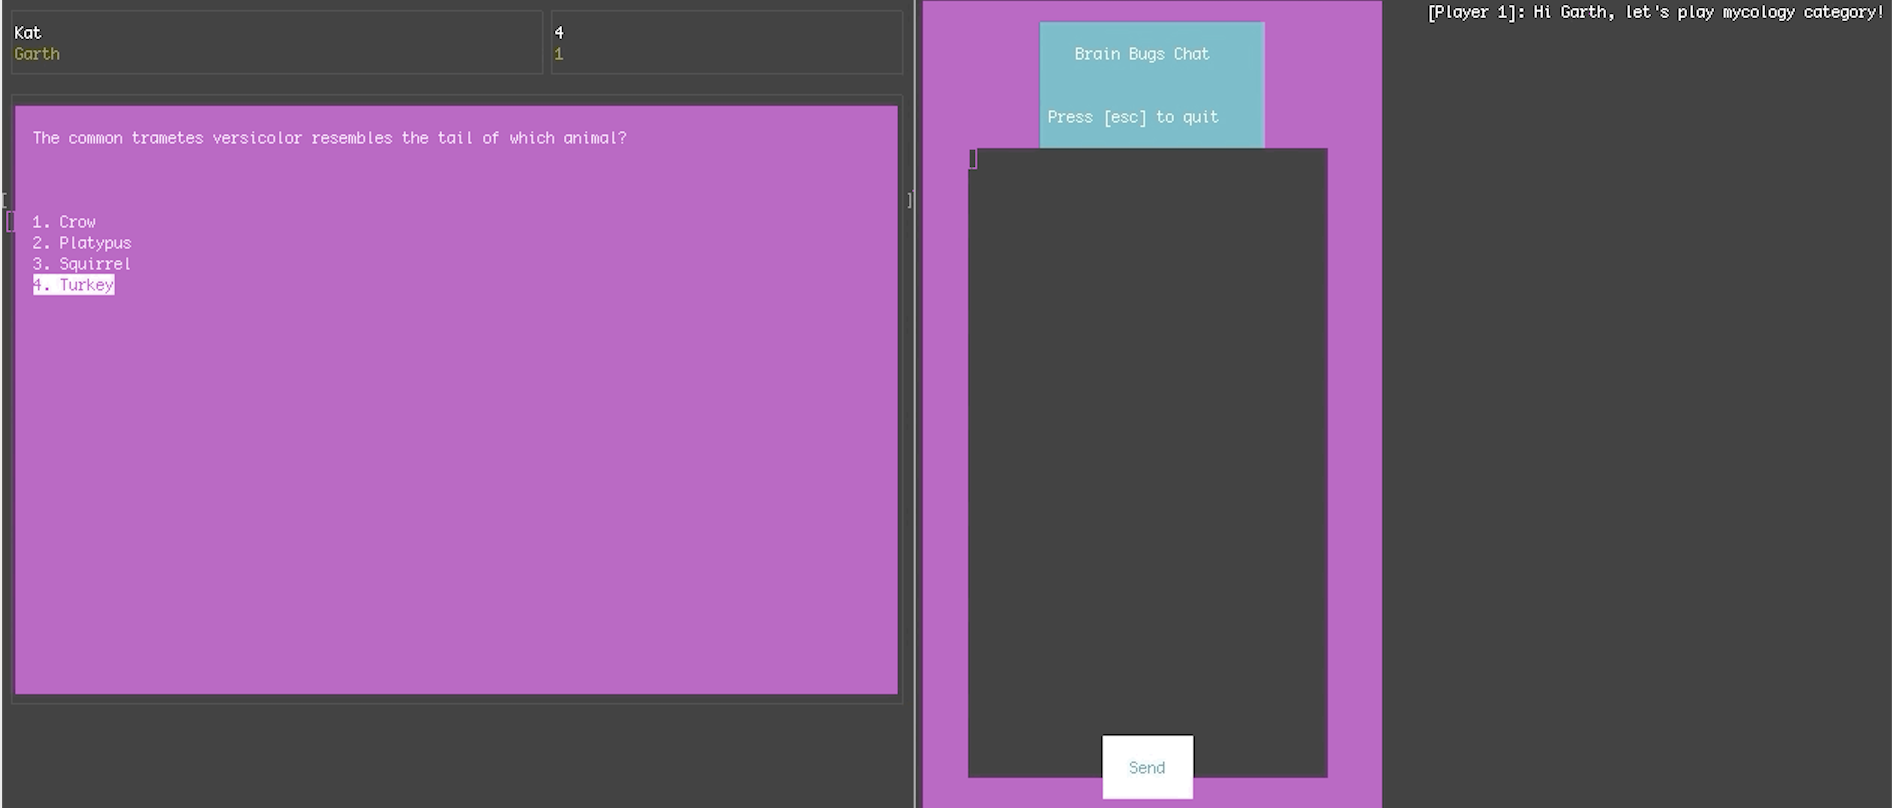 Kat
4
Garth
1
The common trametes versicolor resembles the tail of which animal?
1. Crow
2. Platypus
3. Squirrel
4. Turkey
Brain Bugs Chat
Press [esc] to quit
Send
[Player 1]: Hi Garth, let's play mycology category!